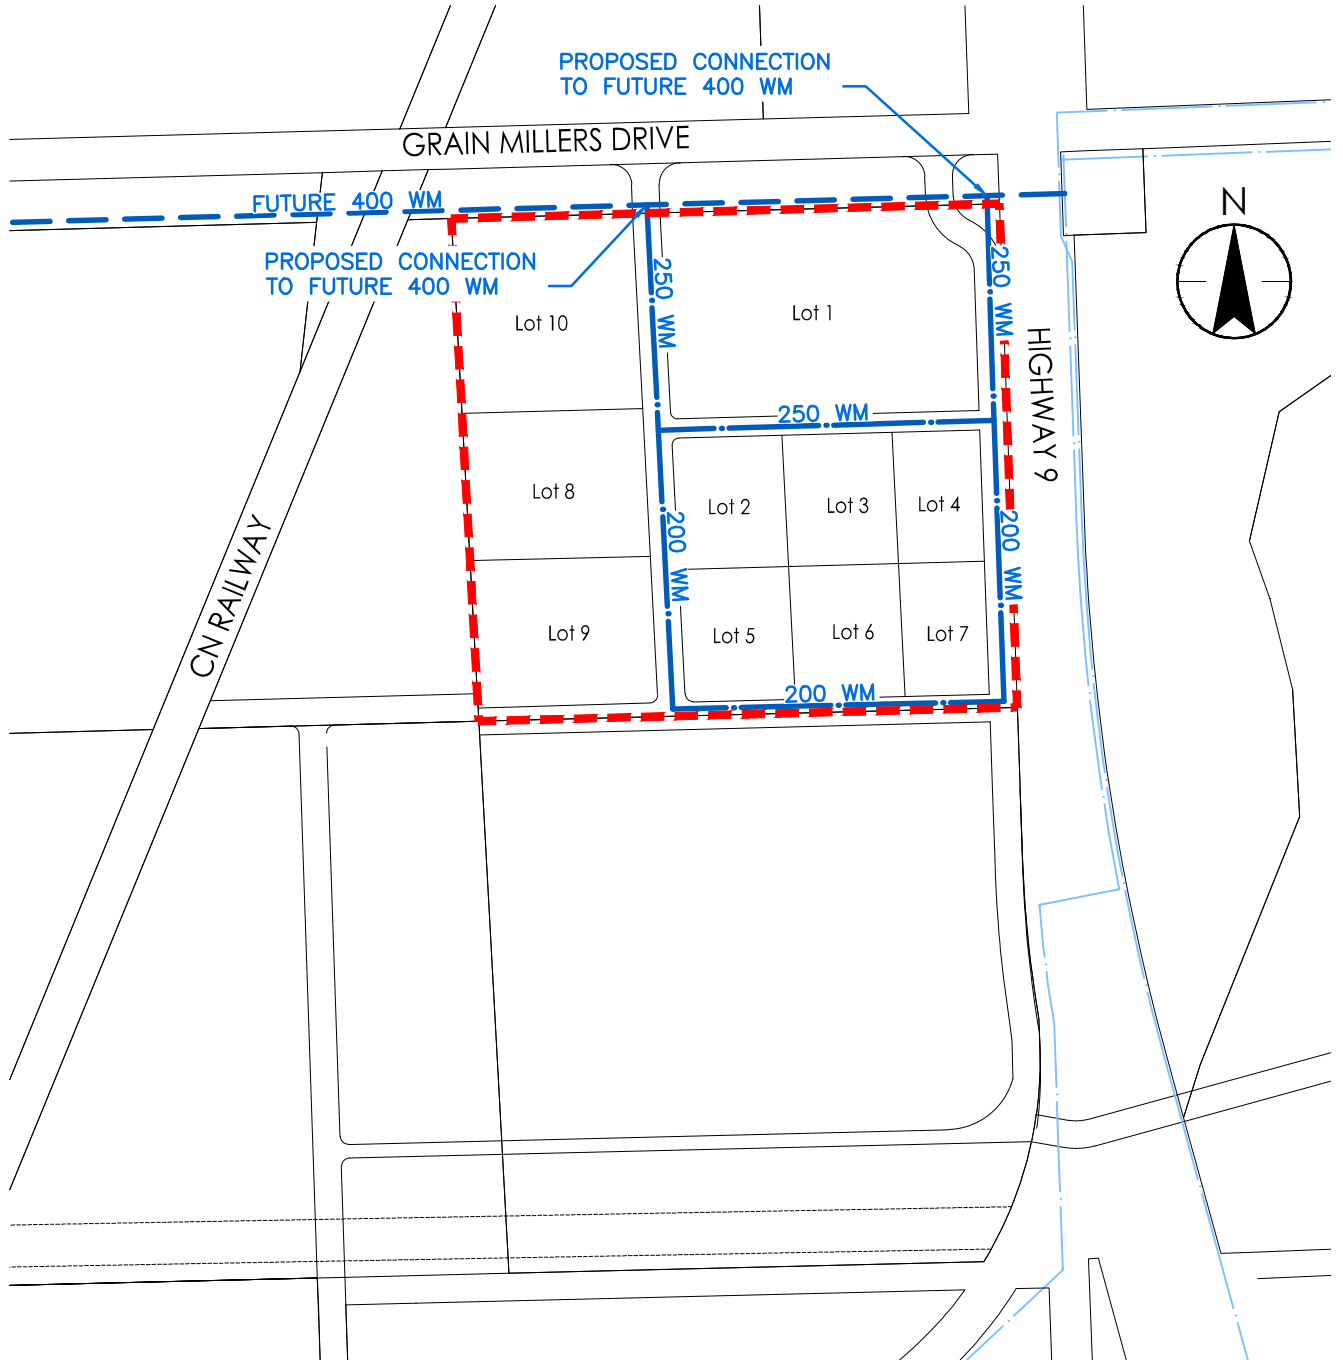 PROPOSED CONNECTION
TO FUTURE 400 WM
GRAIN MILLERS DRIVE
FUTURE 400 WM
N
PROPOSED CONNECTION
TO FUTURE 400 WM
250 WM
250 WM
Lot 10
Lot 1
HIGHWAY 9
250 WM
Lot 8
Lot 2
Lot 3
Lot 4
200 WM
200 WM
CN RAILWAY
Lot 9
Lot 5
Lot 6
Lot 7
200 WM